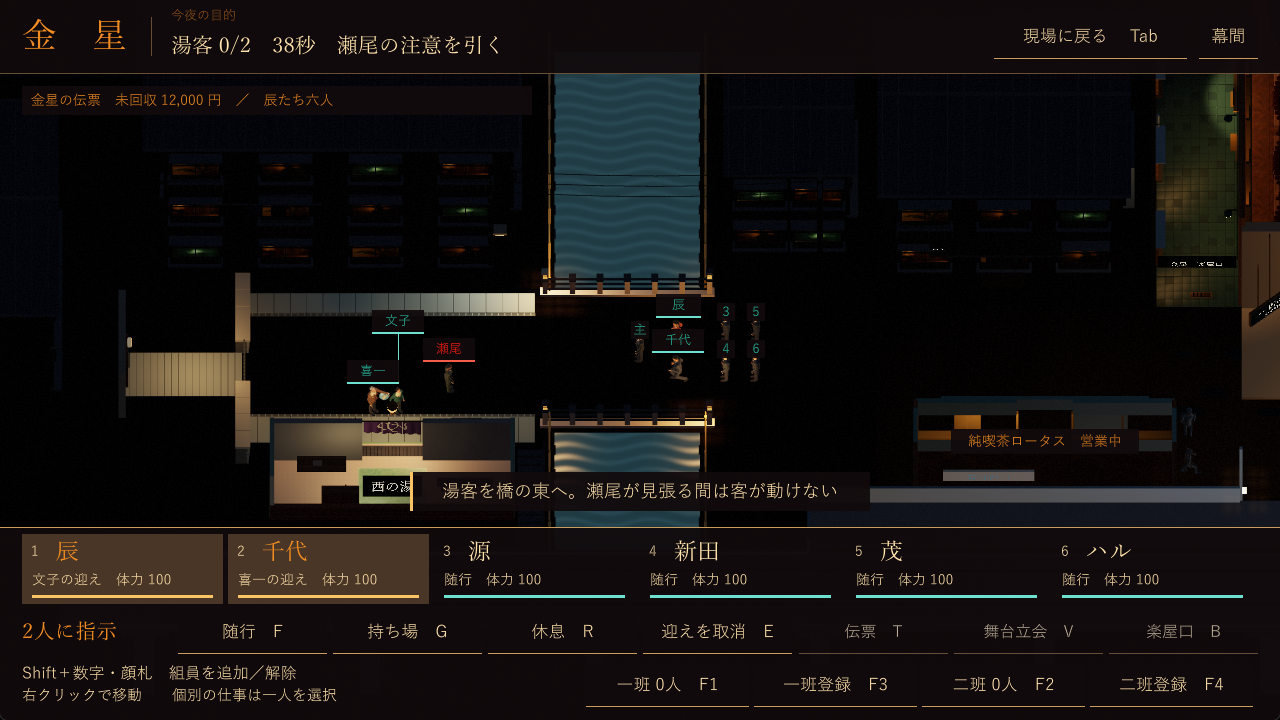 金星
今夜の目的
湯客 0/2 38秒 瀬尾の注意を引く
現場に戻る Tab
幕間
金星の伝票 未回収 12,000 円 ／ 辰たち六人
文子
瀬尾
喜一
主
辰
千代
3
5
4
6
純喫茶ロータス 営業中
酉の湯
湯客を橋の東へ。瀬尾が見張る間は客が動けない
1 辰
文子の迎え 体力 100
2 千代
喜一の迎え 体力 100
3 源
随行 体力 100
4 新田
随行 体力 100
5 茂
随行 体力 100
6 ハル
随行 体力 100
2人に指示
随行 F
持ち場 G
休息 R
迎えを取消 E
伝票 T
舞台立会 V
楽屋口 B
Shift＋数字・顔札 組員を追加／解除
右クリックで移動 個別の仕事は一人を選択
一班 0人 F1
一班登録 F3
二班 0人 F2
二班登録 F4